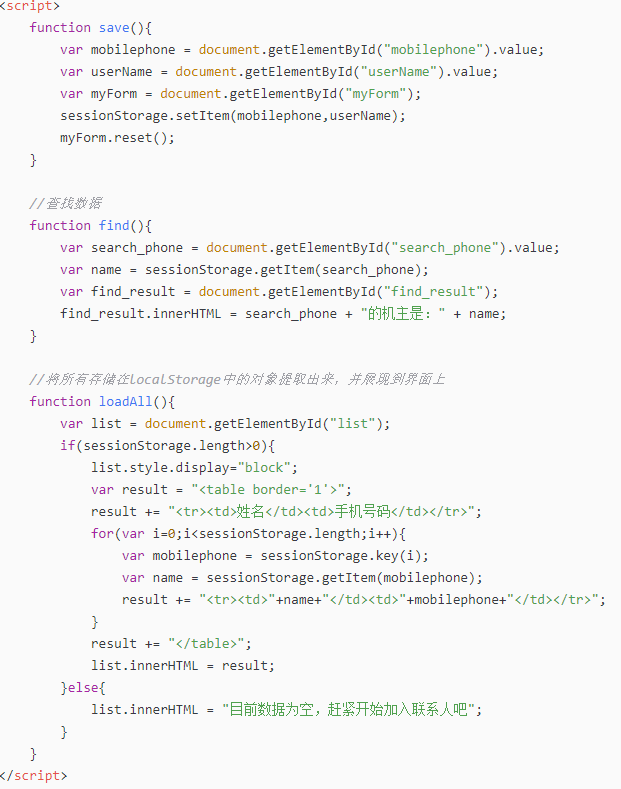 <script>
function save(){
var mobilephone = document.getElementById("mobilephone").value;
var userName = document.getElementById("userName").value;
var myForm = document.getElementById("myForm");
sessionStorage.setItem(mobilephone,userName);
myForm.reset();
}
//查找数据
function find(){
var search_phone = document.getElementById("search_phone").value;
var name = sessionStorage.getItem(search_phone);
var find_result = document.getElementById("find_result");
find_result.innerHTML = search_phone + "的机主是：" + name;
}
//将所有存储在localStorage中的对象提取出来，并展现到界面上
function loadAll(){
var list = document.getElementById("list");
if(sessionStorage.length>0){
list.style.display="block";
var result = "<table border='1'>";
result += "<tr><td>姓名</td><td>手机号码</td></tr>";
for(var i=0;i<sessionStorage.length;i++){
var mobilephone = sessionStorage.key(i);
var name = sessionStorage.getItem(mobilephone);
result += "<tr><td>"+name+"</td><td>"+mobilephone+"</td></tr>";
}
result += "</table>";
list.innerHTML = result;
}else{
list.innerHTML = "目前数据为空，赶紧开始加入联系人吧";
}
}
</script>